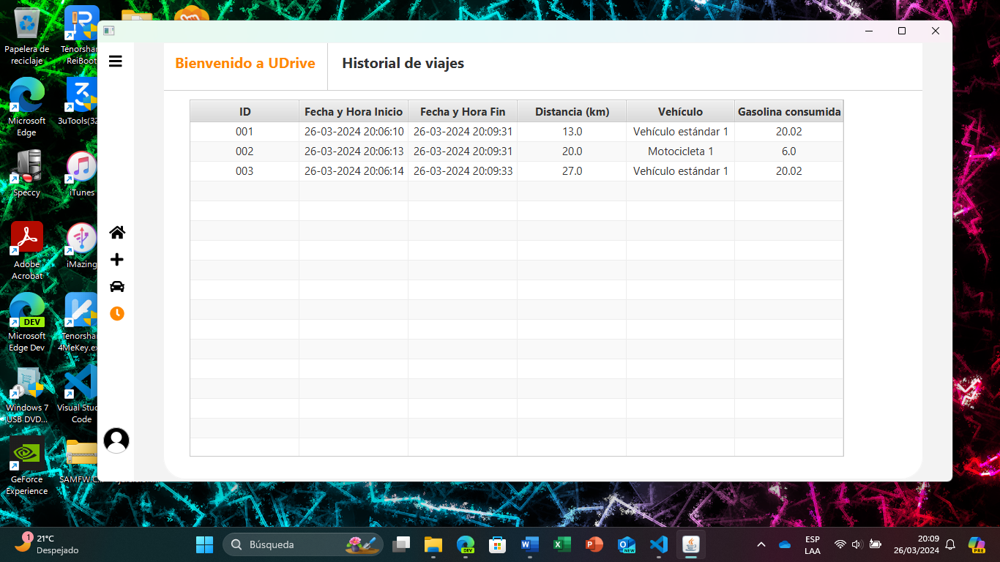 Papelera de
reciclaje
Tenorshar
ReiBoot
Microsoft
Edge
3uTools(32
Speccy
iTunes
Adobe
Acrobat
iMazing
DEV
Microsoft
Edge Dev
Tenorshar
4MeKey.ex
Windows 7
USB DVD...
Visual Stud
Code
GeForce
Experience
SAMFW.C...
Bienvenido a UDrive
Historial de viajes
ID Fecha y Hora Inicio Fecha y Hora Fin Distancia (km) Vehículo Gasolina consumida
001 26-03-2024 20:06:10 26-03-2024 20:09:31 13.0 Vehículo estándar 1 20.02
002 26-03-2024 20:06:13 26-03-2024 20:09:31 20.0 Motocicleta 1 6.0
003 26-03-2024 20:06:14 26-03-2024 20:09:33 27.0 Vehículo estándar 1 20.02
1
21°C
Despejado
Búsqueda
DEV
NEW
ESP
LAA
20:09
26/03/2024
PRE